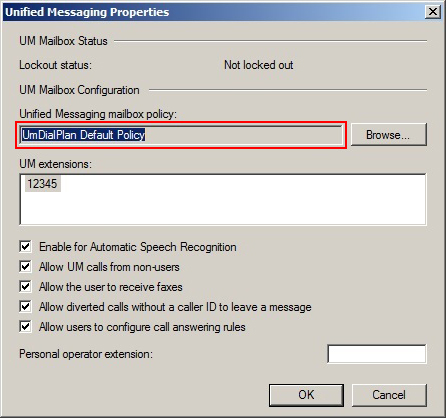 Unified Messaging Properties
UM Mailbox Status
Lockout status: Not locked out
UM Mailbox Configuration
Unified Messaging mailbox policy:
UmDialPlan Default Policy Browse...
UM extensions:
12345
Enable for Automatic Speech Recognition
Allow UM calls from non-users
Allow the user to receive faxes
Allow diverted calls without a caller ID to leave a message
Allow users to configure call answering rules
Personal operator extension:
OK Cancel